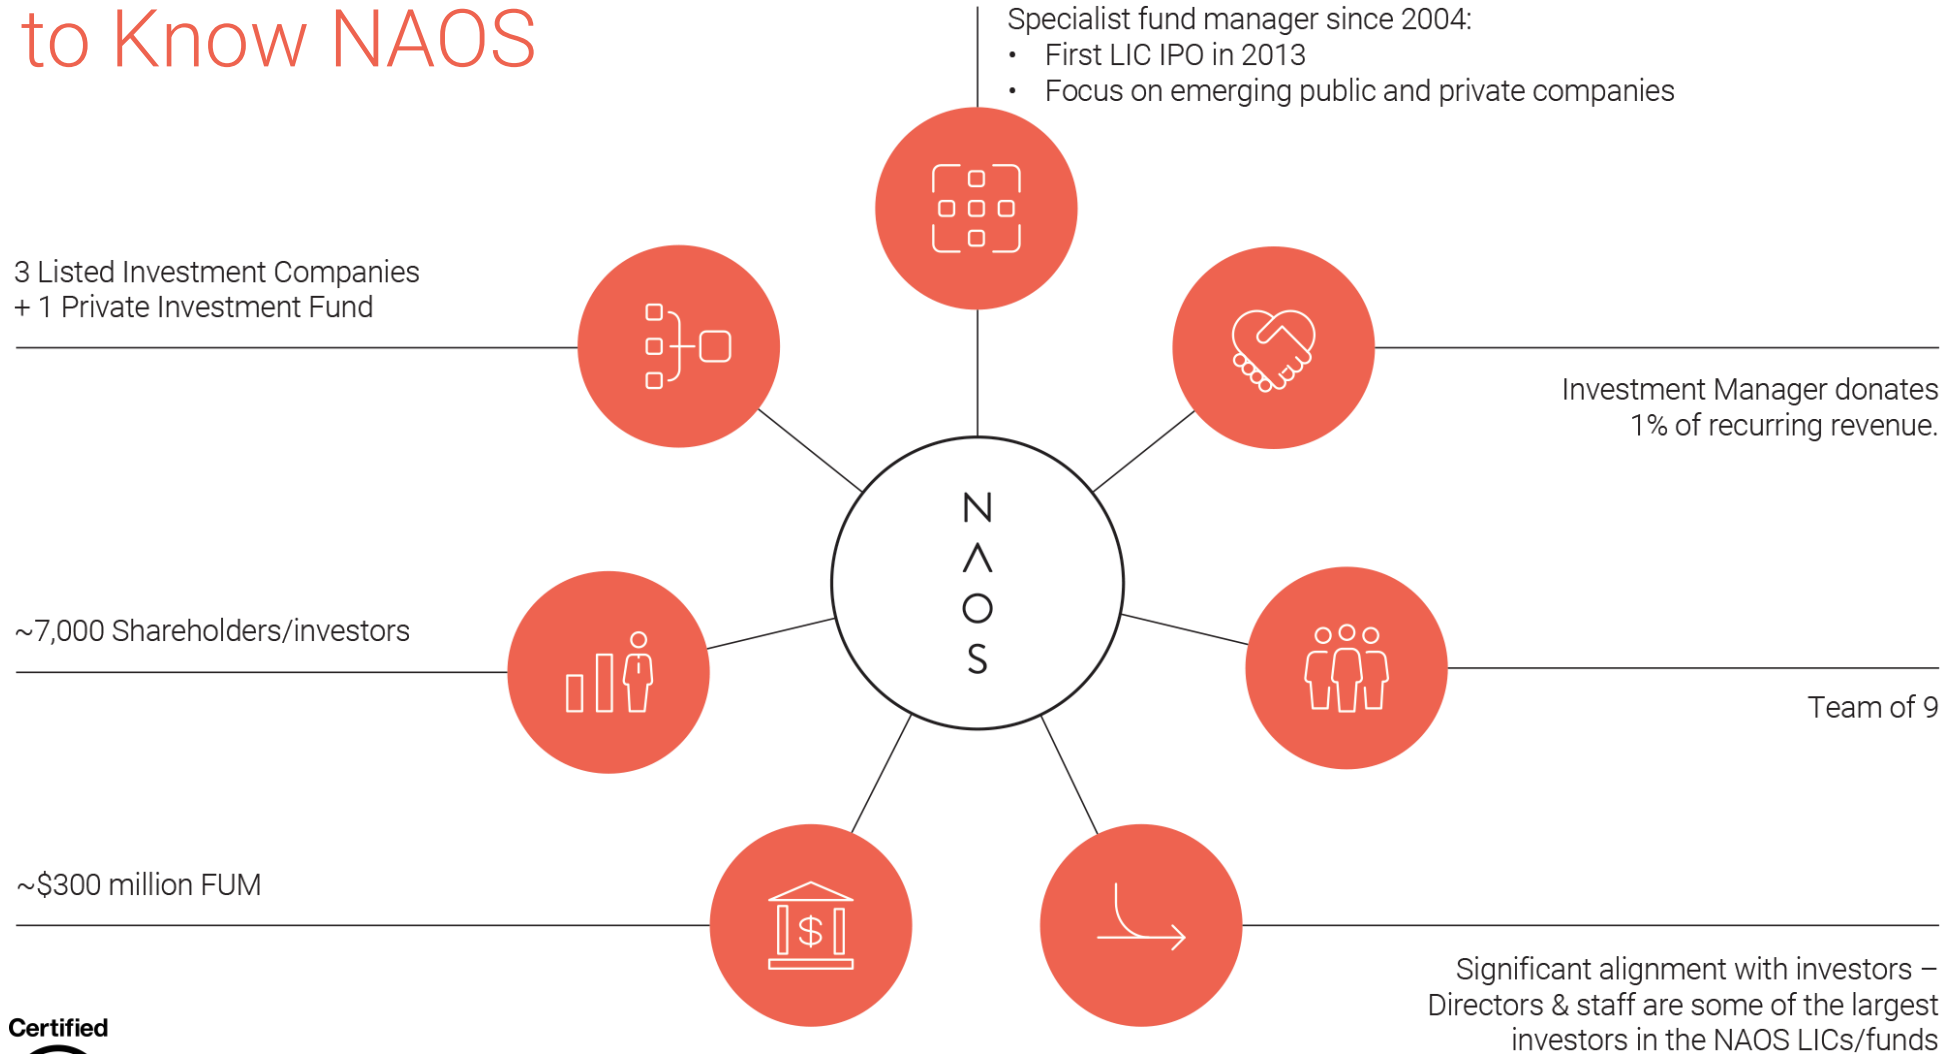 to Know NAOS
Specialist fund manager since 2004:
• First LIC IPO in 2013
• Focus on emerging public and private companies
3 Listed Investment Companies
+ 1 Private Investment Fund
Investment Manager donates
1% of recurring revenue.
N
Λ
O
S
~7,000 Shareholders/investors
Team of 9
$
~$300 million FUM
Significant alignment with investors –
Directors & staff are some of the largest
investors in the NAOS LICs/funds
Certified